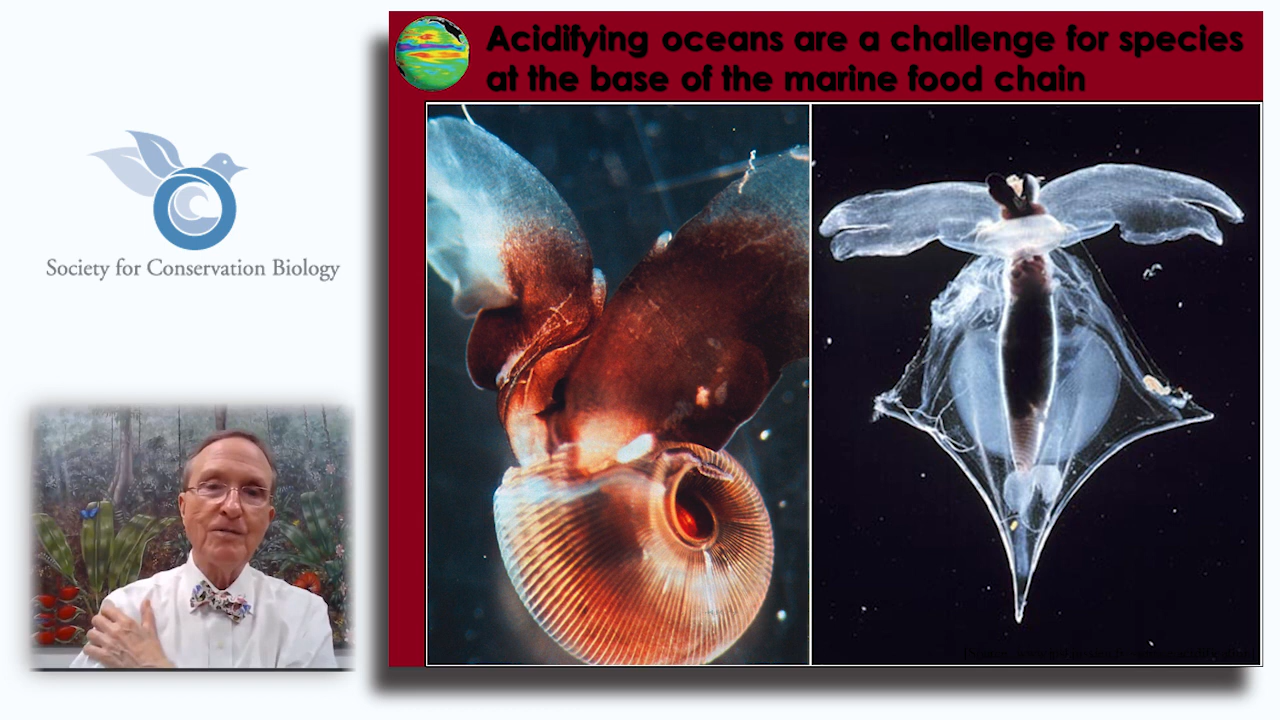 Acidifying oceans are a challenge for species
at the base of the marine food chain
Society for Conservation Biology